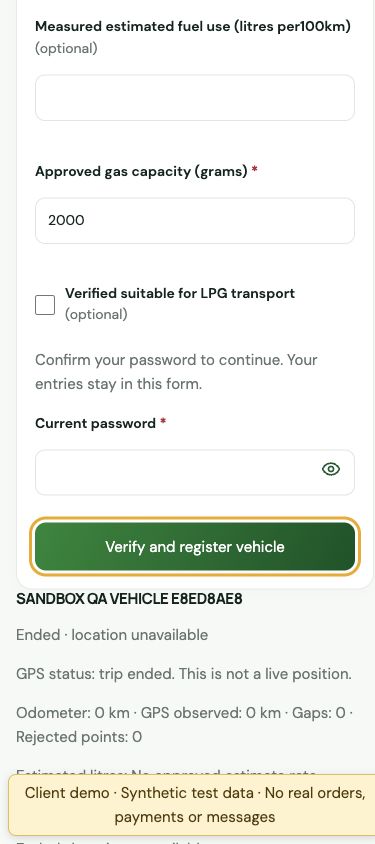 Measured estimated fuel use (litres per100km)
(optional)
Approved gas capacity (grams) *
2000
Verified suitable for LPG transport
(optional)
Confirm your password to continue. Your
entries stay in this form.
Current password *
Verify and register vehicle
SANDBOX QA VEHICLE E8ED8AE8
Ended · location unavailable
GPS status: trip ended. This is not a live position.
Odometer: 0 km · GPS observed: 0 km · Gaps: 0 ·
Rejected points: 0
Client demo · Synthetic test data · No real orders,
payments or messages